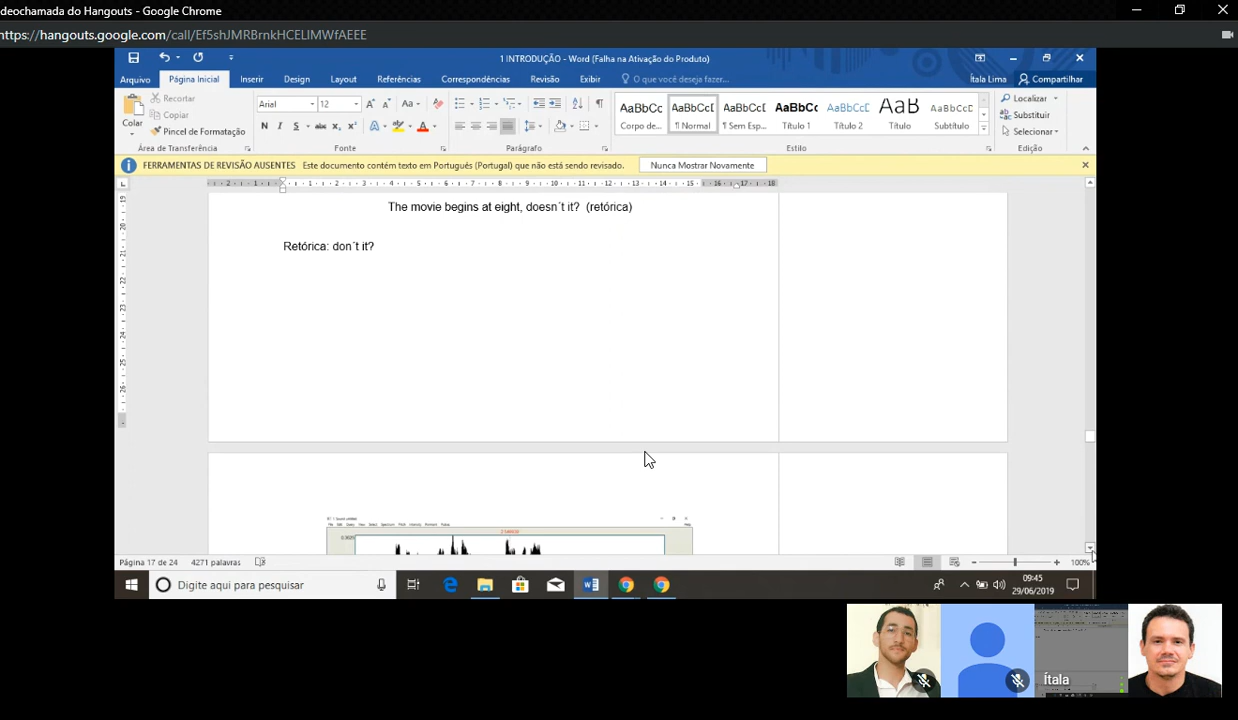 deochamada do Hangouts - Google Chrome
https://hangouts.google.com/call/Ef5shJMRBrnkHCELIMWfAEEE
1 INTRODUÇÃO - Word (Falha na Ativação do Produto)
Arquivo Página Inicial Inserir Design Layout Referências Correspondências Revisão Exibir O que você deseja fazer... Ítala Lima Compartilhar
Recortar
Copiar
Colar
Pincel de Formatação
Área de Transferência
Arial 12
Fonte
Parágrafo
AaBbCc AaBbCcI AaBbCc AaBbCc AaBbCcI AaB AaBbCcI
Corpo de... ¶ Normal ¶ Sem Esp... Título 1 Título 2 Título Subtítulo
Estilo
Localizar
Substituir
Selecionar
Edição
FERRAMENTAS DE REVISÃO AUSENTES Este documento contém texto em Português (Portugal) que não está sendo revisado. Nunca Mostrar Novamente
The movie begins at eight, doesn´t it? (retórica)
Retórica: don´t it?
Página 17 de 24 4271 palavras 100%
Digite aqui para pesquisar
09:45
29/06/2019
Ítala